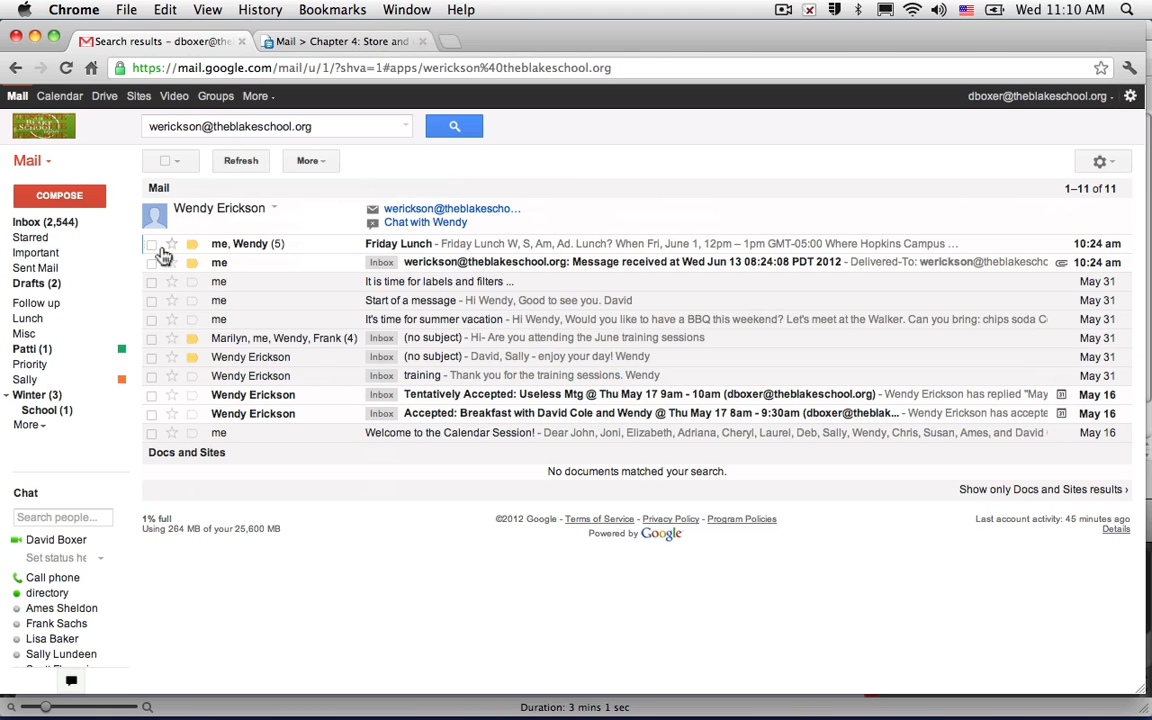 Chrome File Edit View History Bookmarks Window Help Wed 11:10 AM
Search results - dboxer@the Mail > Chapter 4: Store and
https://mail.google.com/mail/u/1/?shva=1#apps/werickson%40theblakeschool.org
Mail Calendar Drive Sites Video Groups More dboxer@theblakeschool.org
werickson@theblakeschool.org
Mail Refresh More
Mail 1–11 of 11
COMPOSE
Wendy Erickson werickson@theblakescho...
Chat with Wendy
Inbox (2,544)
Starred
Important
Sent Mail
Drafts (2)
Follow up
Lunch
Misc
Patti (1)
Priority
Sally
Winter (3)
School (1)
More
me, Wendy (5) Friday Lunch - Friday Lunch W, S, Am, Ad. Lunch? When Fri, June 1, 12pm – 1pm GMT-05:00 Where Hopkins Campus ... 10:24 am
me Inbox werickson@theblakeschool.org: Message received at Wed Jun 13 08:24:08 PDT 2012 - Delivered-To: werickson@theblakescho 10:24 am
me It is time for labels and filters ... May 31
me Start of a message - Hi Wendy, Good to see you. David May 31
me It's time for summer vacation - Hi Wendy, Would you like to have a BBQ this weekend? Let's meet at the Walker. Can you bring: chips soda C May 31
Marilyn, me, Wendy, Frank (4) Inbox (no subject) - Hi- Are you attending the June training sessions May 31
Wendy Erickson Inbox (no subject) - David, Sally - enjoy your day! Wendy May 31
Wendy Erickson Inbox training - Thank you for the training sessions. Wendy May 31
Wendy Erickson Inbox Tentatively Accepted: Useless Mtg @ Thu May 17 9am - 10am (dboxer@theblakeschool.org) - Wendy Erickson has replied "May May 16
Wendy Erickson Inbox Accepted: Breakfast with David Cole and Wendy @ Thu May 17 8am - 9:30am (dboxer@theblak... - Wendy Erickson has accepte May 16
me Welcome to the Calendar Session! - Dear John, Joni, Elizabeth, Adriana, Cheryl, Laurel, Deb, Sally, Wendy, Chris, Susan, Ames, and David May 16
Docs and Sites
No documents matched your search.
Show only Docs and Sites results ›
Chat
Search people...
David Boxer
Set status he
Call phone
directory
Ames Sheldon
Frank Sachs
Lisa Baker
Sally Lundeen
1% full
Using 264 MB of your 25,600 MB
©2012 Google - Terms of Service - Privacy Policy - Program Policies
Powered by Google
Last account activity: 45 minutes ago
Details
Duration: 3 mins 1 sec